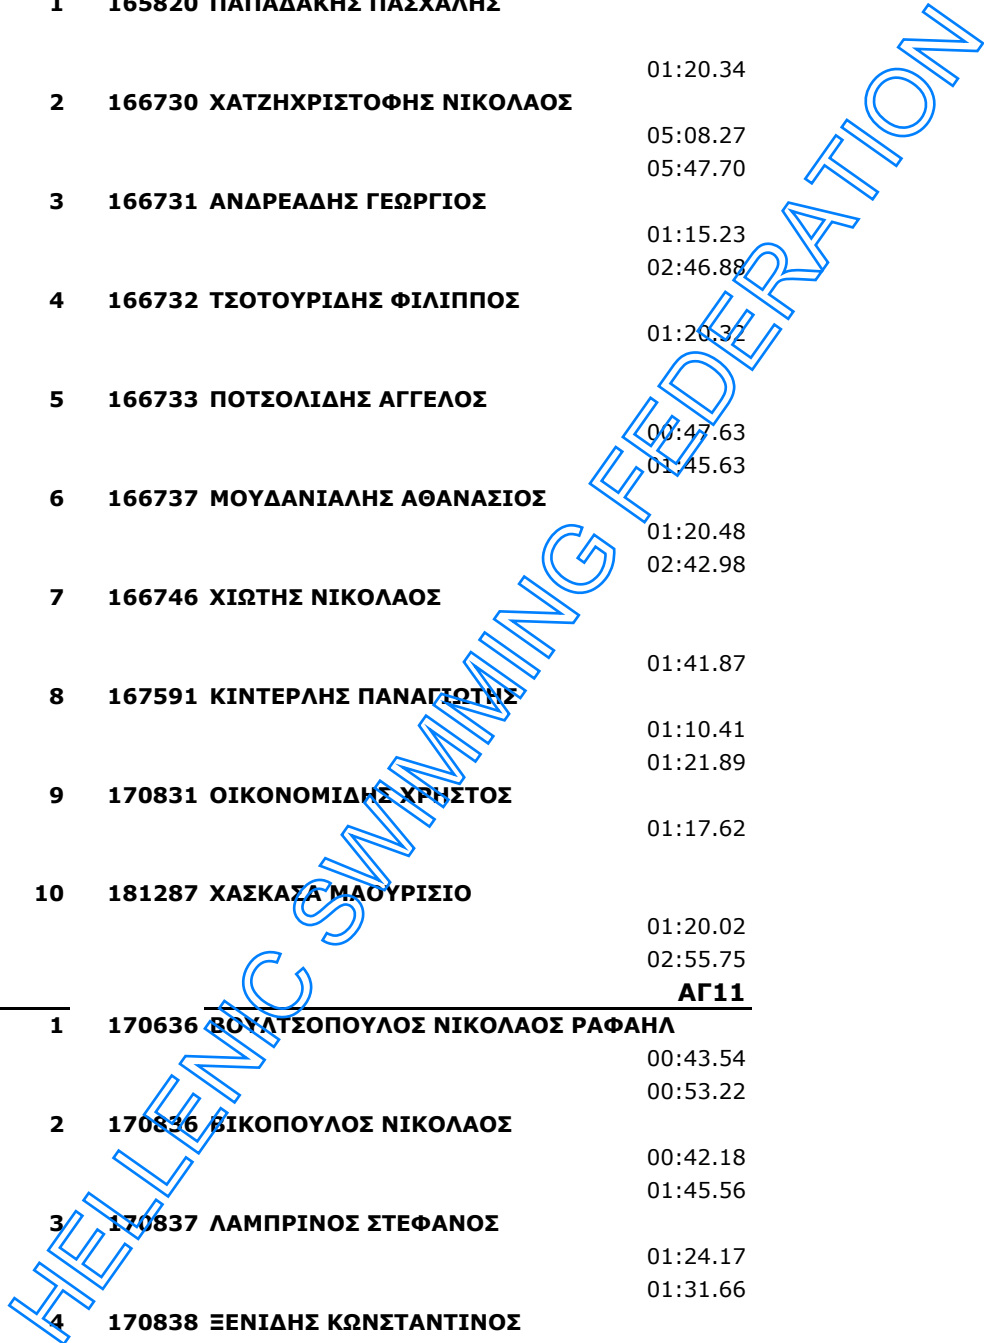 1 165820 ΠΑΠΑΔΑΚΗΣ ΠΑΣΧΑΛΗΣ
01:20.34
2 166730 ΧΑΤΖΗΧΡΙΣΤΟΦΗΣ ΝΙΚΟΛΑΟΣ
05:08.27
05:47.70
3 166731 ΑΝΔΡΕΑΔΗΣ ΓΕΩΡΓΙΟΣ
01:15.23
02:46.88
4 166732 ΤΣΟΤΟΥΡΙΔΗΣ ΦΙΛΙΠΠΟΣ
01:20.32
5 166733 ΠΟΤΣΟΛΙΔΗΣ ΑΓΓΕΛΟΣ
00:47.63
01:45.63
6 166737 ΜΟΥΔΑΝΙΑΛΗΣ ΑΘΑΝΑΣΙΟΣ
01:20.48
02:42.98
7 166746 ΧΙΩΤΗΣ ΝΙΚΟΛΑΟΣ
01:41.87
8 167591 ΚΙΝΤΕΡΛΗΣ ΠΑΝΑΓΙΩΤΗΣ
01:10.41
01:21.89
9 170831 ΟΙΚΟΝΟΜΙΔΗΣ ΧΡΗΣΤΟΣ
01:17.62
10 181287 ΧΑΣΚΑΣΑ ΜΑΟΥΡΙΣΙΟ
01:20.02
02:55.75
ΑΓ11
1 170636 ΒΟΥΛΤΣΟΠΟΥΛΟΣ ΝΙΚΟΛΑΟΣ ΡΑΦΑΗΛ
00:43.54
00:53.22
2 170836 ΒΙΚΟΠΟΥΛΟΣ ΝΙΚΟΛΑΟΣ
00:42.18
01:45.56
3 170837 ΛΑΜΠΡΙΝΟΣ ΣΤΕΦΑΝΟΣ
01:24.17
01:31.66
4 170838 ΞΕΝΙΔΗΣ ΚΩΝΣΤΑΝΤΙΝΟΣ
HELLENIC SWIMMING FEDERATION